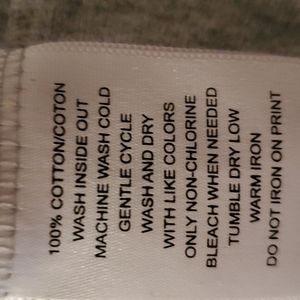 100% COTTON/COTON
WASH INSIDE OUT
MACHINE WASH COLD
GENTLE CYCLE
WASH AND DRY
WITH LIKE COLORS
ONLY NON-CHLORINE
BLEACH WHEN NEEDED
TUMBLE DRY LOW
WARM IRON
DO NOT IRON ON PRINT